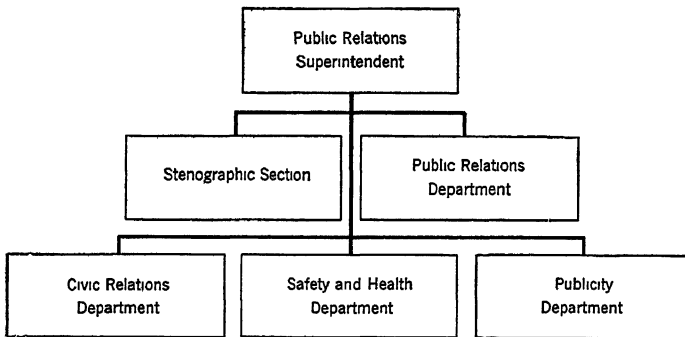 Public Relations
Superintendent
Stenographic Section
Public Relations
Department
Civic Relations
Department
Safety and Health
Department
Publicity
Department